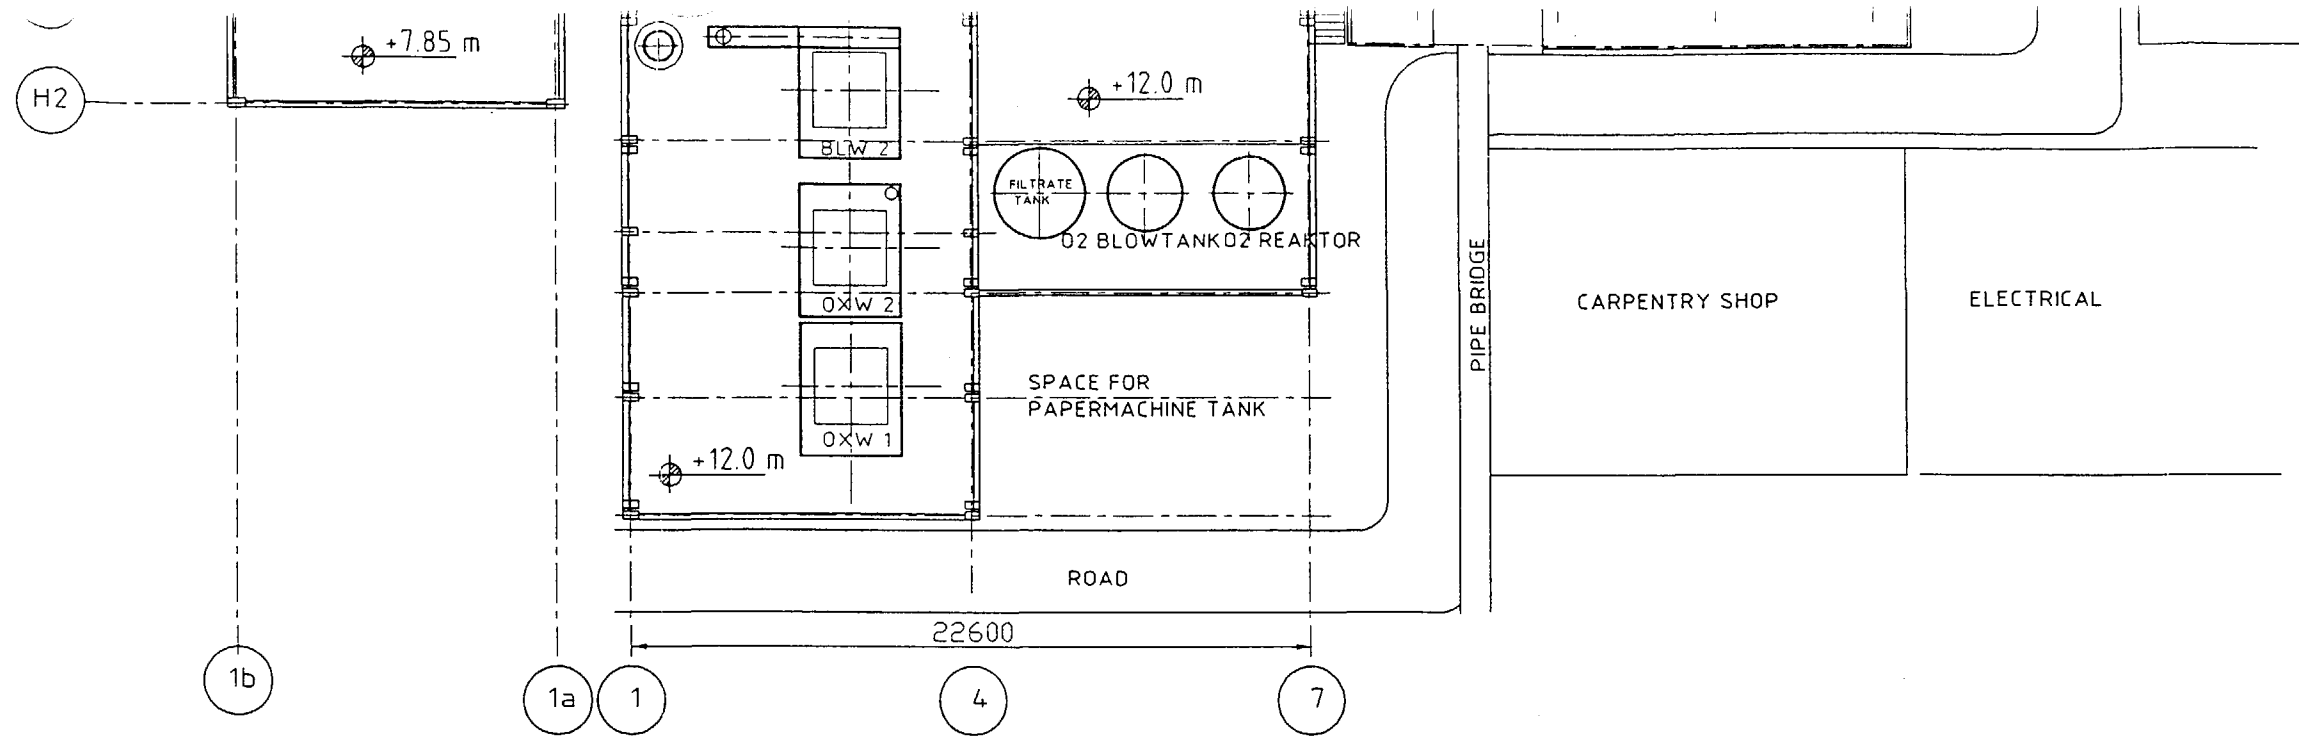 +7.85 m
H2
+12.0 m
BLW 2
FILTRATE
TANK
O2 BLOWTANK
O2 REAKTOR
OXW 2
PIPE BRIDGE
CARPENTRY SHOP
ELECTRICAL
SPACE FOR
PAPERMACHINE TANK
OXW 1
+12.0 m
ROAD
22600
1b
1a
1
4
7